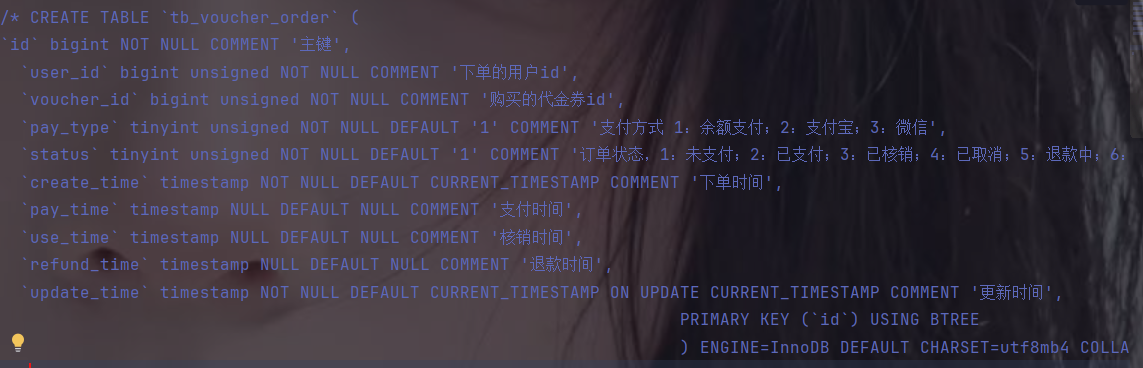 /* CREATE TABLE `tb_voucher_order` (
`id` bigint NOT NULL COMMENT '主键',
`user_id` bigint unsigned NOT NULL COMMENT '下单的用户id',
`voucher_id` bigint unsigned NOT NULL COMMENT '购买的代金券id',
`pay_type` tinyint unsigned NOT NULL DEFAULT '1' COMMENT '支付方式 1：余额支付；2：支付宝；3：微信',
`status` tinyint unsigned NOT NULL DEFAULT '1' COMMENT '订单状态，1：未支付；2：已支付；3：已核销；4：已取消；5：退款中；6：
`create_time` timestamp NOT NULL DEFAULT CURRENT_TIMESTAMP COMMENT '下单时间',
`pay_time` timestamp NULL DEFAULT NULL COMMENT '支付时间',
`use_time` timestamp NULL DEFAULT NULL COMMENT '核销时间',
`refund_time` timestamp NULL DEFAULT NULL COMMENT '退款时间',
`update_time` timestamp NOT NULL DEFAULT CURRENT_TIMESTAMP ON UPDATE CURRENT_TIMESTAMP COMMENT '更新时间',
PRIMARY KEY (`id`) USING BTREE
) ENGINE=InnoDB DEFAULT CHARSET=utf8mb4 COLLA